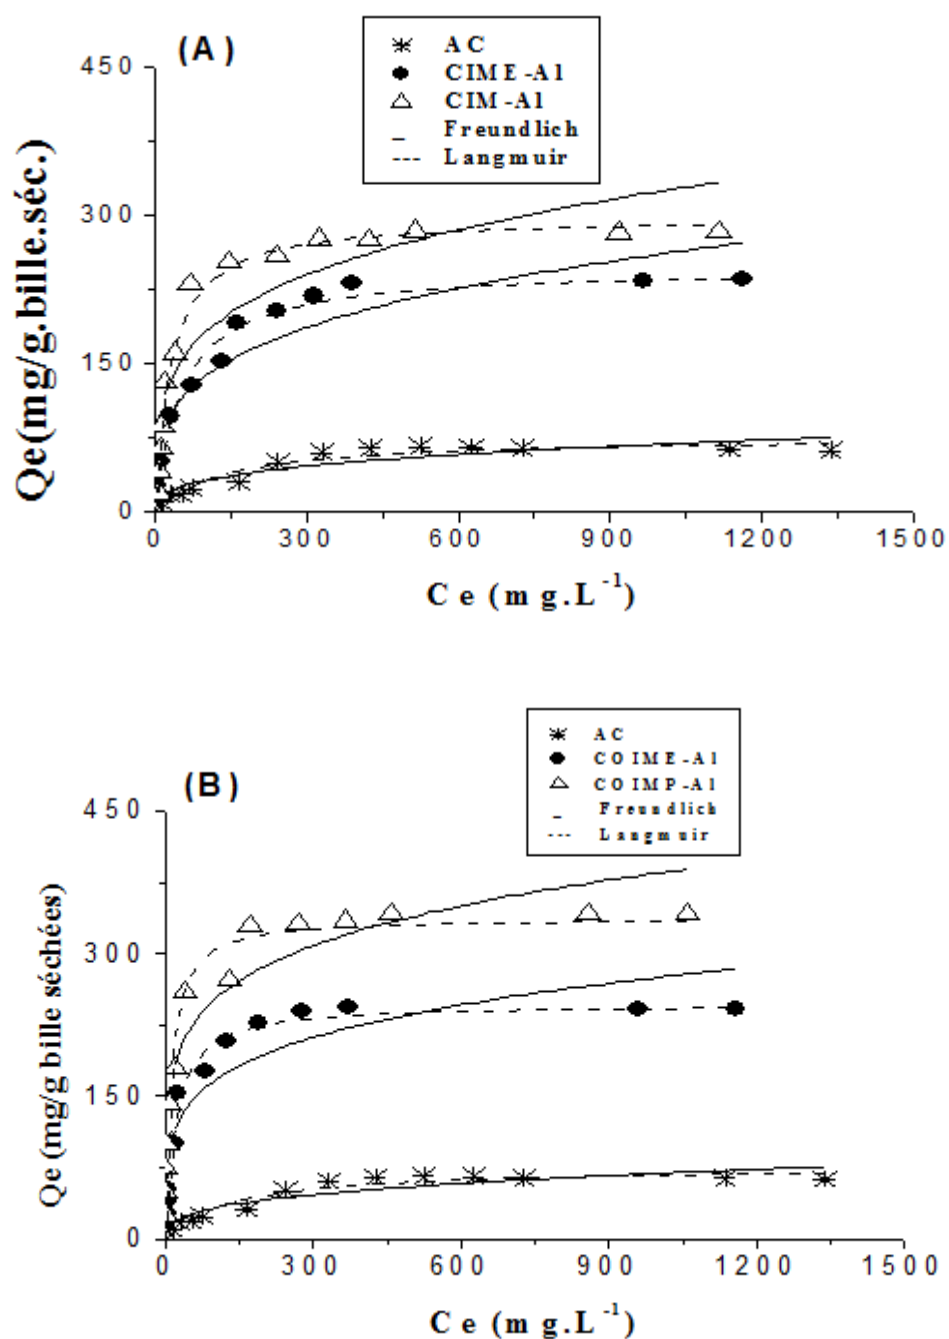 (A)
AC
CIME-Al
CIM-Al
Freundlich
Langmuir
450
300
150
0
Qe(mg/g.bille.séc.)
0 300 600 900 1200 1500
Ce (mg.L-1)
(B)
AC
COIME-Al
COIMP-Al
Freundlich
Langmuir
450
300
150
0
Qe (mg/g bille séchées)
0 300 600 900 1200 1500
Ce (mg.L-1)